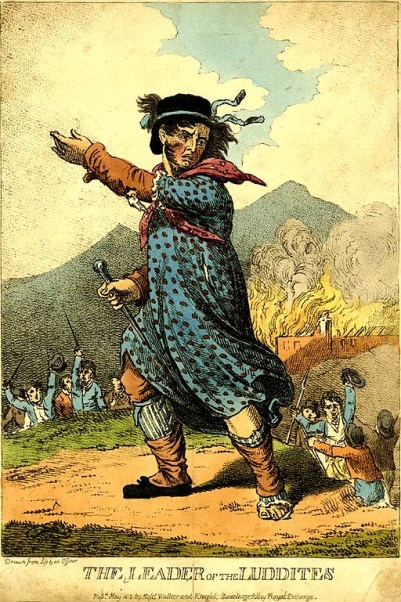 Drawn from life by an Officer
THE LEADER OF THE LUDDITES
Pubd. May 1812 by Messrs. Walker and Knight, Sweetings Alley Royal Exchange.